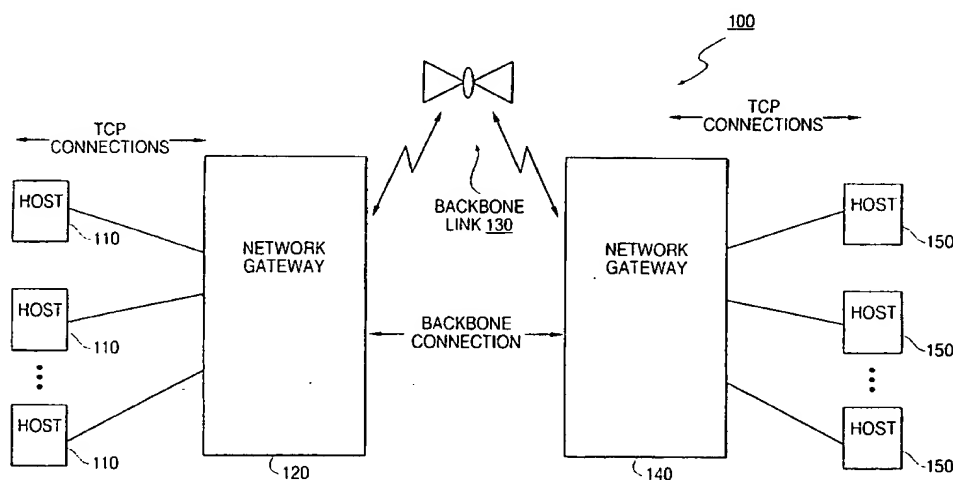 100
TCP
CONNECTIONS
TCP
CONNECTIONS
HOST
110
HOST
110
HOST
110
NETWORK
GATEWAY
120
BACKBONE
LINK 130
BACKBONE
CONNECTION
NETWORK
GATEWAY
140
HOST
150
HOST
150
HOST
150